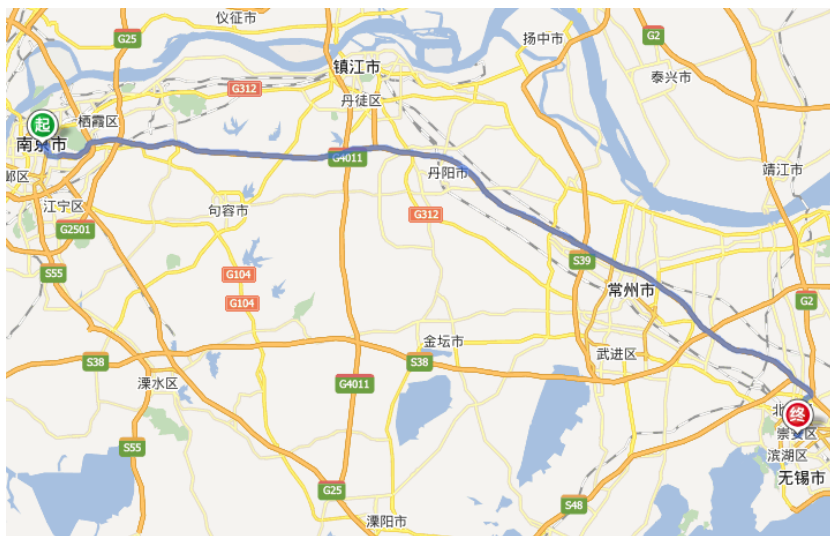 仪征市
G25
扬中市
G2
镇江市
泰兴市
G312
丹徒区
栖霞区
起
南京市
G4011
丹阳市
靖江市
邺区
江宁区
句容市
G312
G2501
S55
G104
S39
常州市
G2
G104
金坛市
武进区
S38
S38
溧水区
G4011
北
终
崇安区
S55
滨湖区
无锡市
G25
S48
溧阳市